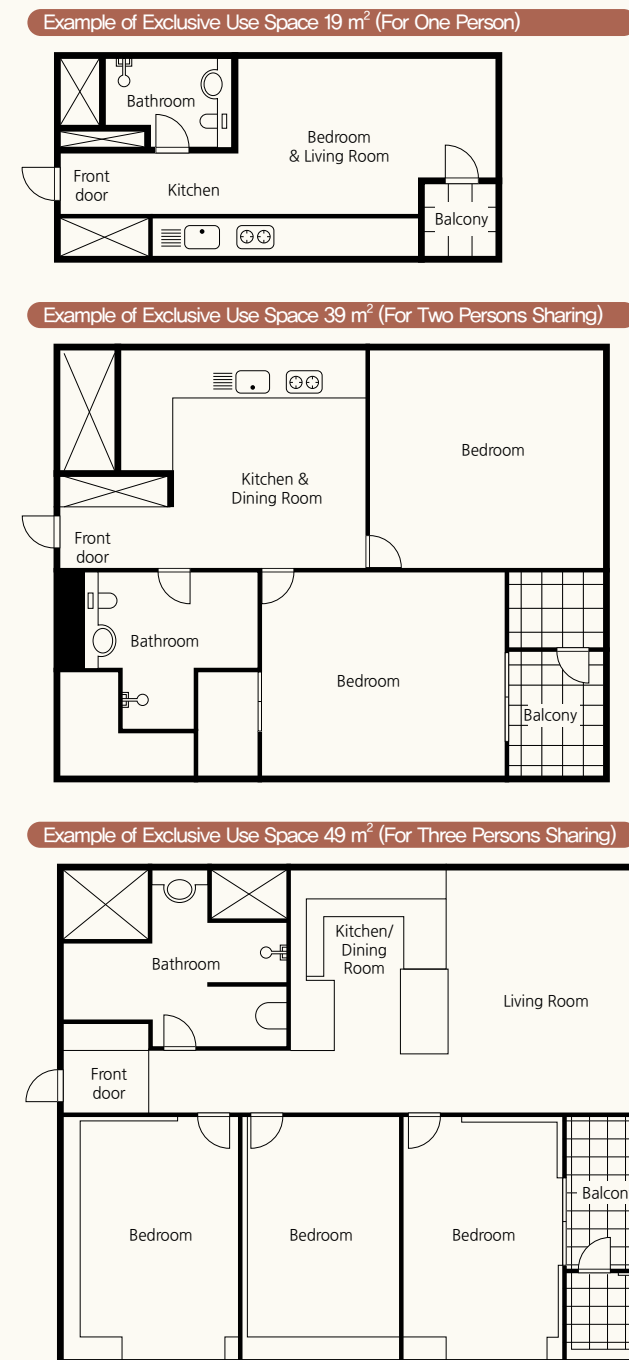 Example of Exclusive Use Space 19 m² (For One Person)
Bathroom
Bedroom
& Living Room
Front
door
Kitchen
Balcony
Example of Exclusive Use Space 39 m² (For Two Persons Sharing)
Bedroom
Kitchen &
Dining Room
Front
door
Bathroom
Bedroom
Balcony
Example of Exclusive Use Space 49 m² (For Three Persons Sharing)
Kitchen/
Dining
Room
Bathroom
Living Room
Front
door
Balcon
Bedroom
Bedroom
Bedroom